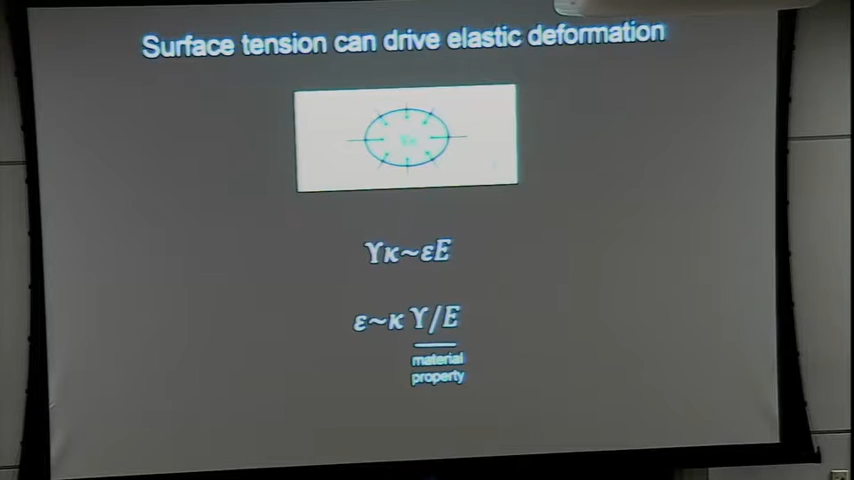 Surface tension can drive elastic deformation
ϒκ~εE
ε~κ ϒ/E
material
property